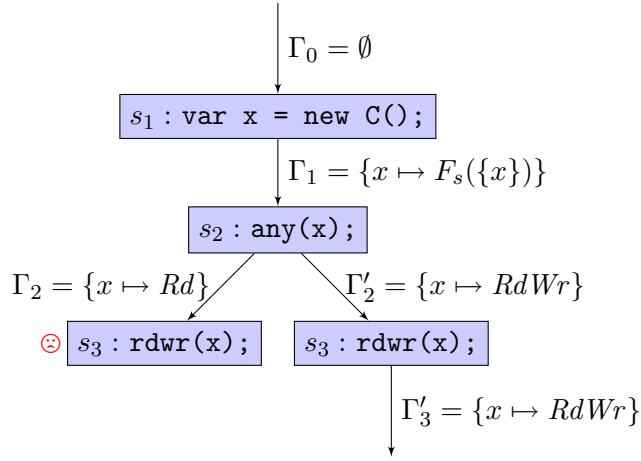 Γ₀ = ∅
s₁ : var x = new C();
Γ₁ = {x ↦ Fₛ({x})}
s₂ : any(x);
Γ₂ = {x ↦ Rd} Γ′₂ = {x ↦ RdWr}
s₃ : rdwr(x); s₃ : rdwr(x);
Γ′₃ = {x ↦ RdWr}